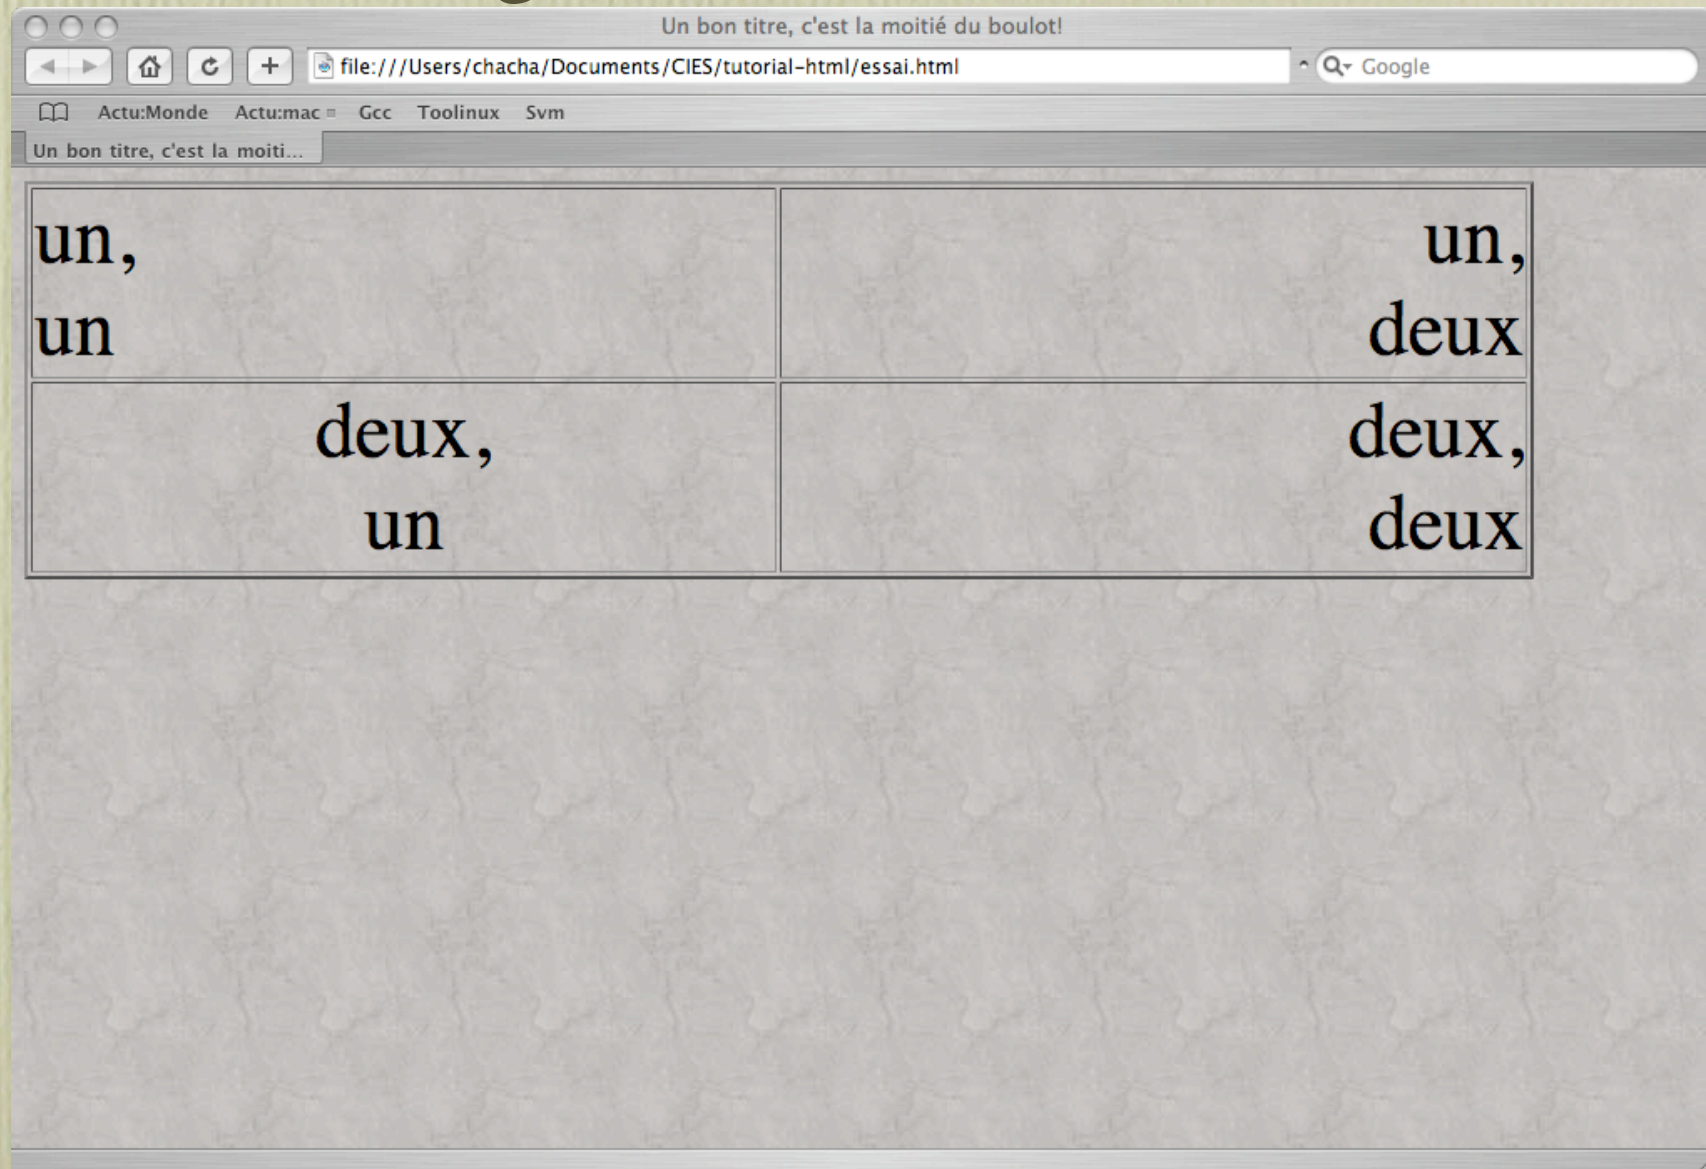 Un bon titre, c'est la moitié du boulot!
file:///Users/chacha/Documents/CIES/tutorial-html/essai.html
Google
Actu:Monde Actu:mac Gcc Toolinux Svm
Un bon titre, c'est la moiti...
un,
un
un,
deux
deux,
un
deux,
deux